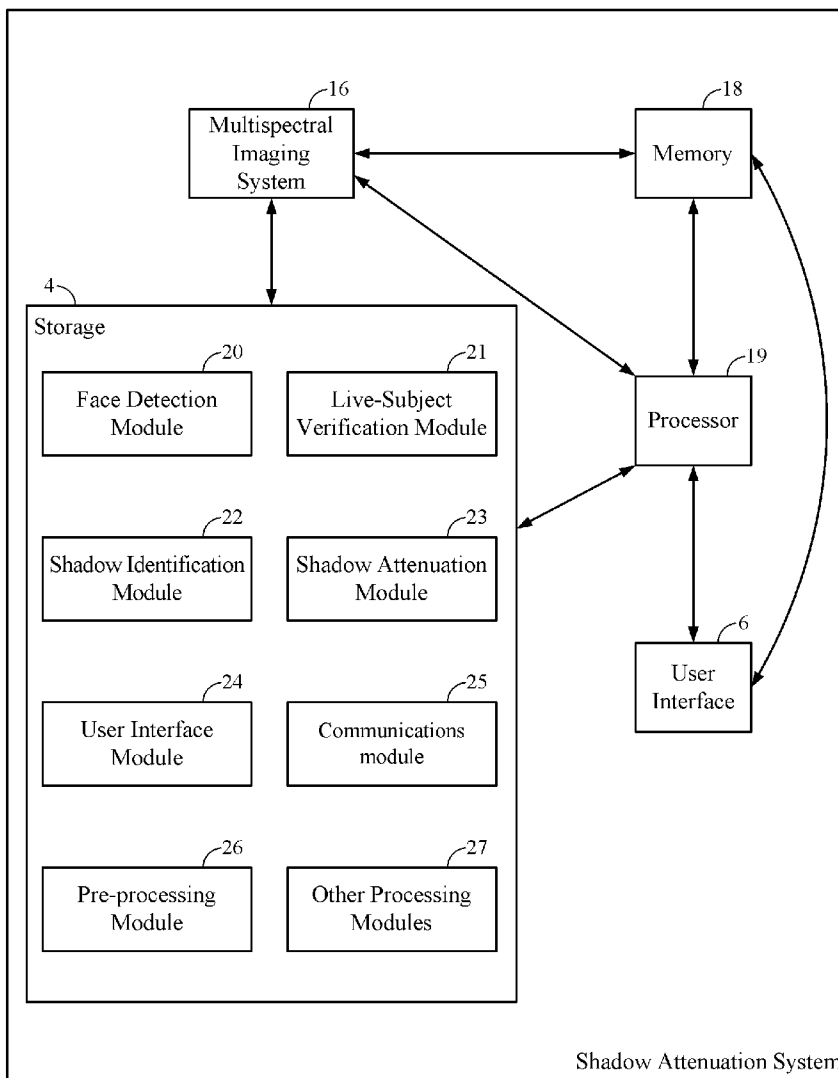 16
Multispectral
Imaging
System
18
Memory
4
Storage
20
Face Detection
Module
21
Live-Subject
Verification Module
19
Processor
22
Shadow Identification
Module
23
Shadow Attenuation
Module
24
User Interface
Module
25
Communications
module
6
User
Interface
26
Pre-processing
Module
27
Other Processing
Modules
Shadow Attenuation System